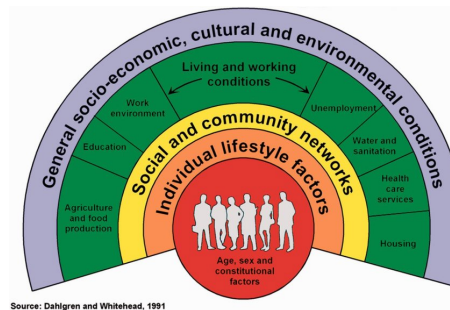 General socio-economic, cultural and environmental conditions
Living and working
conditions
Work
environment
Unemployment
Education
Water and
sanitation
Agriculture
and food
production
Health
care
services
Housing
Social and community networks
Individual lifestyle factors
Age, sex and
constitutional
factors
Source: Dahlgren and Whitehead, 1991